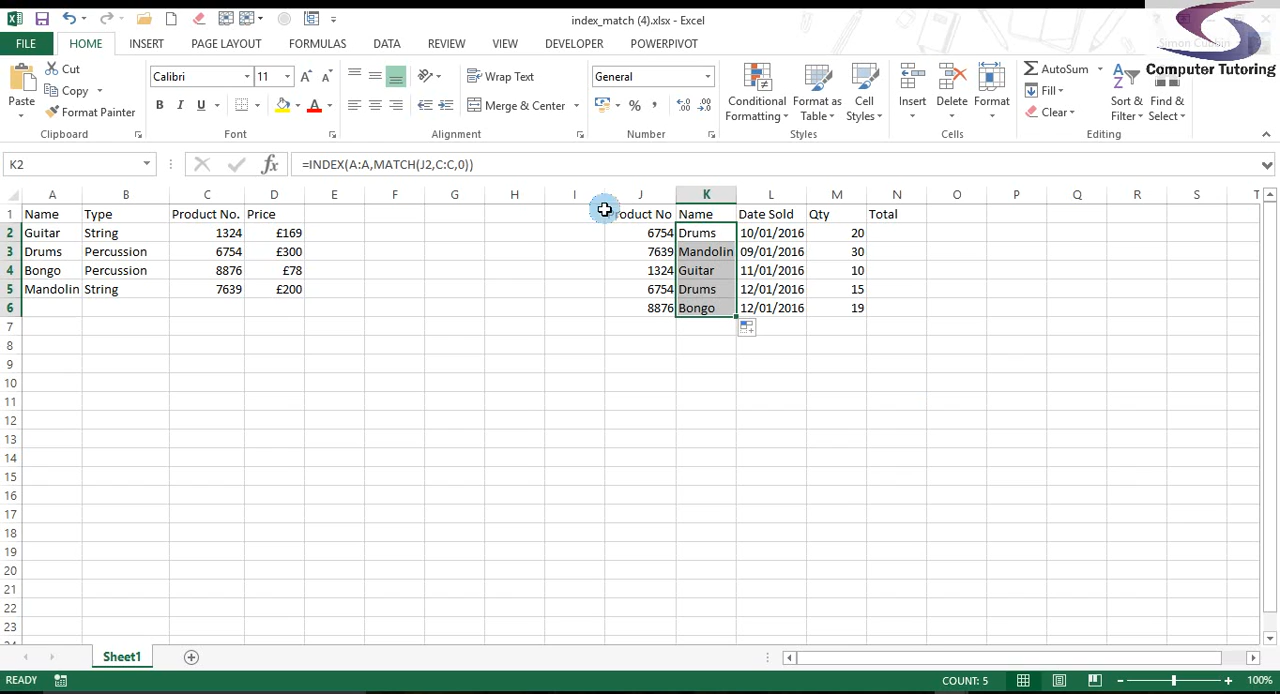 index_match (4).xlsx - Excel
Computer Tutoring
FILE HOME INSERT PAGE LAYOUT FORMULAS DATA REVIEW VIEW DEVELOPER POWERPIVOT
Paste
Cut
Copy
Format Painter
Clipboard
Calibri 11
B I U
Font
Wrap Text
Merge & Center
Alignment
General
%
Number
Conditional Formatting
Format as Table
Cell Styles
Styles
Insert
Delete
Format
Cells
AutoSum
Fill
Clear
Sort & Filter
Find & Select
Editing
K2 fx =INDEX(A:A,MATCH(J2,C:C,0))
A B C D E F G H I J K L M N O P Q R S T
1 Name Type Product No. Price oduct No Name Date Sold Qty Total
2 Guitar String 1324 £169 6754 Drums 10/01/2016 20
3 Drums Percussion 6754 £300 7639 Mandolin 09/01/2016 30
4 Bongo Percussion 8876 £78 1324 Guitar 11/01/2016 10
5 Mandolin String 7639 £200 6754 Drums 12/01/2016 15
6 8876 Bongo 12/01/2016 19
7
8
9
10
11
12
13
14
15
16
17
18
19
20
21
22
23
Sheet1
READY COUNT: 5 100%